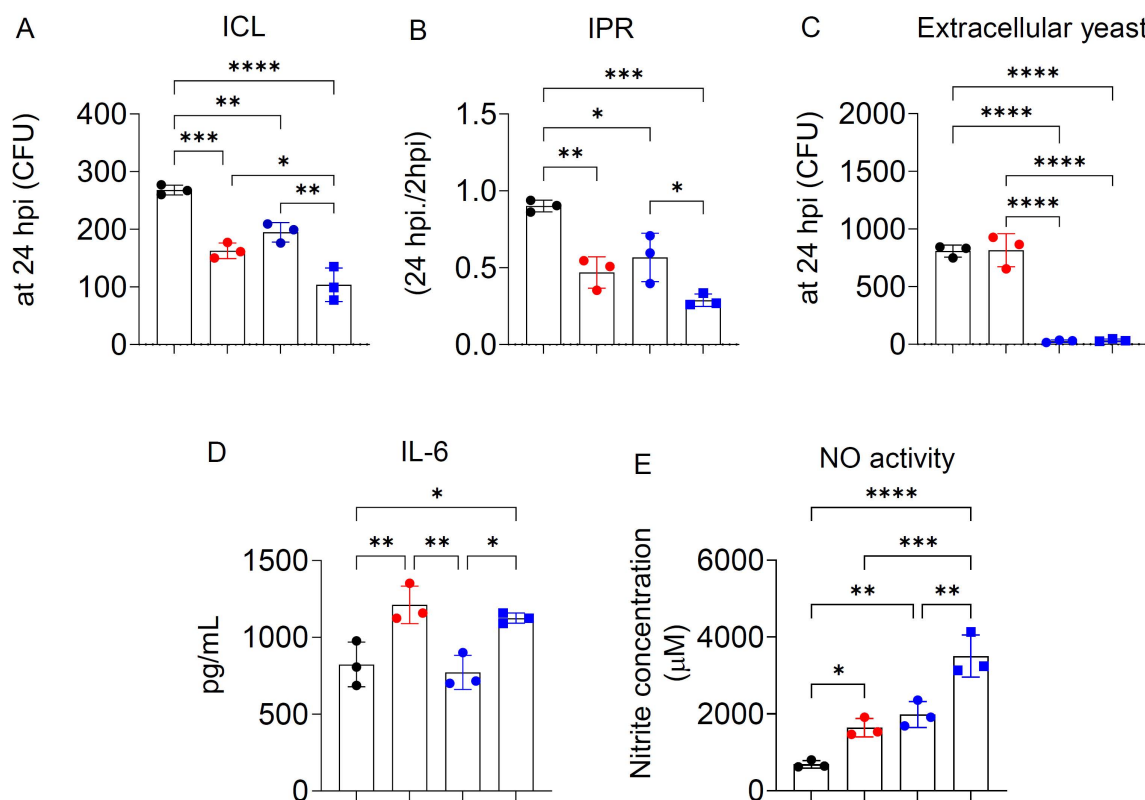 A
ICL
at 24 hpi (CFU)
400
300
200
100
0
****
**
***
*
**
B
IPR
(24 hpi./2hpi)
1.5
1.0
0.5
0.0
***
*
**
*
C
Extracellular yeast
at 24 hpi (CFU)
2000
1500
1000
500
0
****
****
****
****
D
IL-6
pg/mL
1500
1000
500
0
*
**
**
*
E
NO activity
Nitrite concentration
(μM)
6000
4000
2000
0
****
***
**
**
*